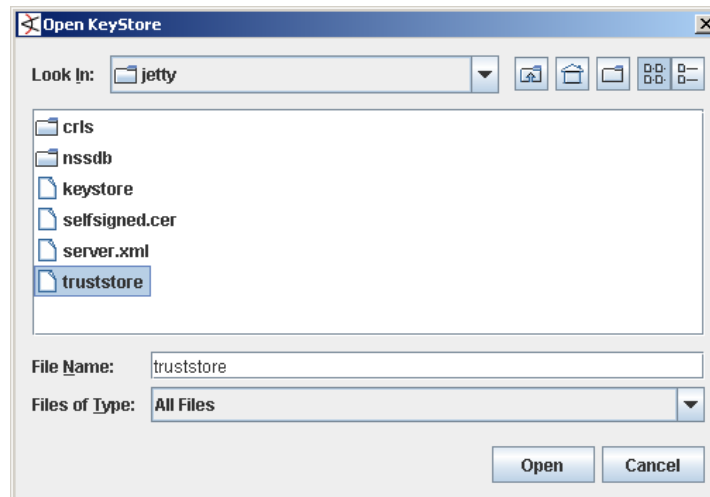 Open KeyStore
Look In: jetty
crls
nssdb
keystore
selfsigned.cer
server.xml
truststore
File Name: truststore
Files of Type: All Files
Open Cancel